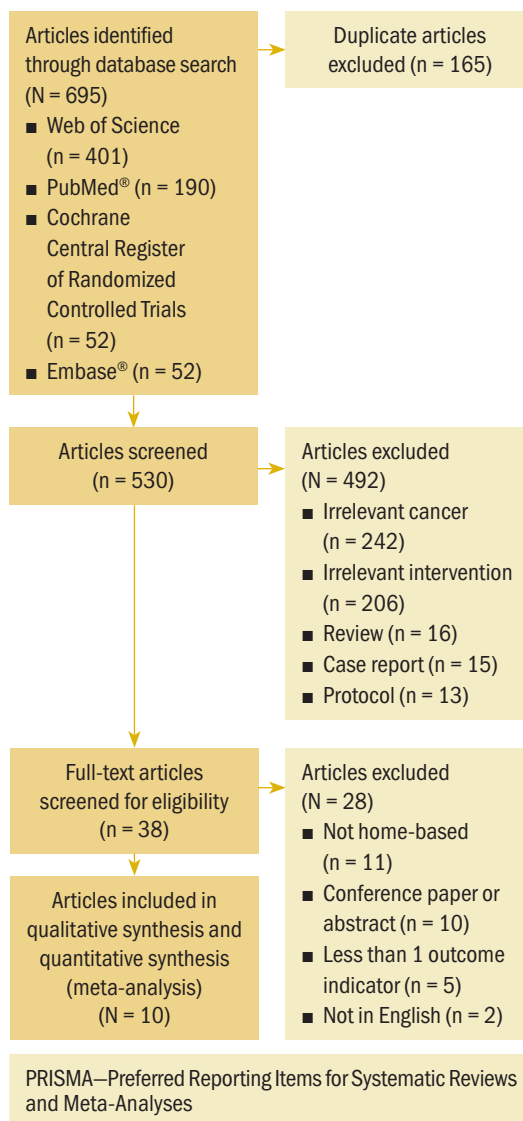 Articles identified
through database search
(N = 695)
■ Web of Science
(n = 401)
■ PubMed® (n = 190)
■ Cochrane
Central Register
of Randomized
Controlled Trials
(n = 52)
■ Embase® (n = 52)
Duplicate articles
excluded (n = 165)
Articles screened
(n = 530)
Articles excluded
(N = 492)
■ Irrelevant cancer
(n = 242)
■ Irrelevant intervention
(n = 206)
■ Review (n = 16)
■ Case report (n = 15)
■ Protocol (n = 13)
Full-text articles
screened for eligibility
(n = 38)
Articles excluded
(N = 28)
■ Not home-based
(n = 11)
■ Conference paper or
abstract (n = 10)
■ Less than 1 outcome
indicator (n = 5)
■ Not in English (n = 2)
Articles included in
qualitative synthesis and
quantitative synthesis
(meta-analysis)
(N = 10)
PRISMA—Preferred Reporting Items for Systematic Reviews
and Meta-Analyses